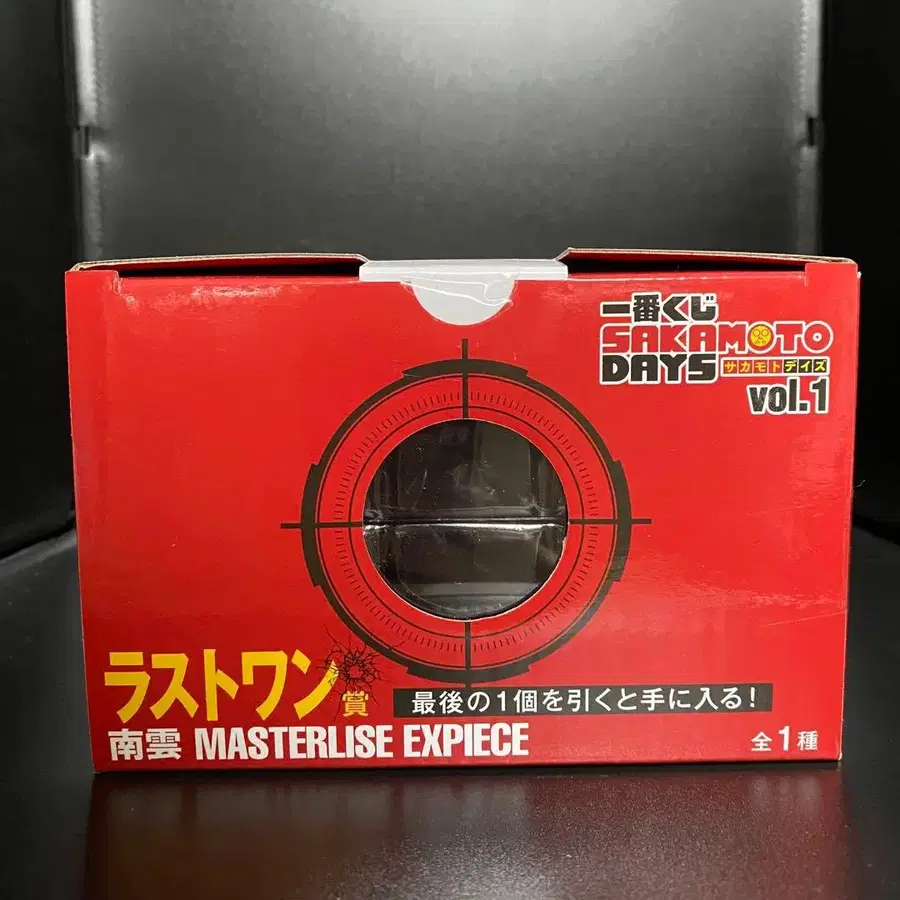 一番くじ
SAKAMOTO
DAYS サカモトデイズ
vol.1
ラストワン賞
最後の1個を引くと手に入る!
南雲 MASTERLISE EXPIECE
全1種